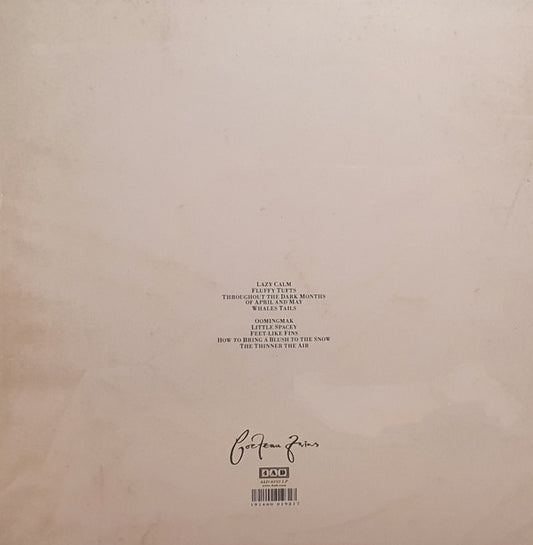 LAZY CALM
FLUFFY TUFTS
THROUGHOUT THE DARK MONTHS
OF APRIL AND MAY
WHALES TAILS
OOMINGMAK
LITTLE SPACEY
FEET-LIKE FINS
HOW TO BRING A BLUSH TO THE SNOW
THE THINNER THE AIR
Cocteau Twins
4AD